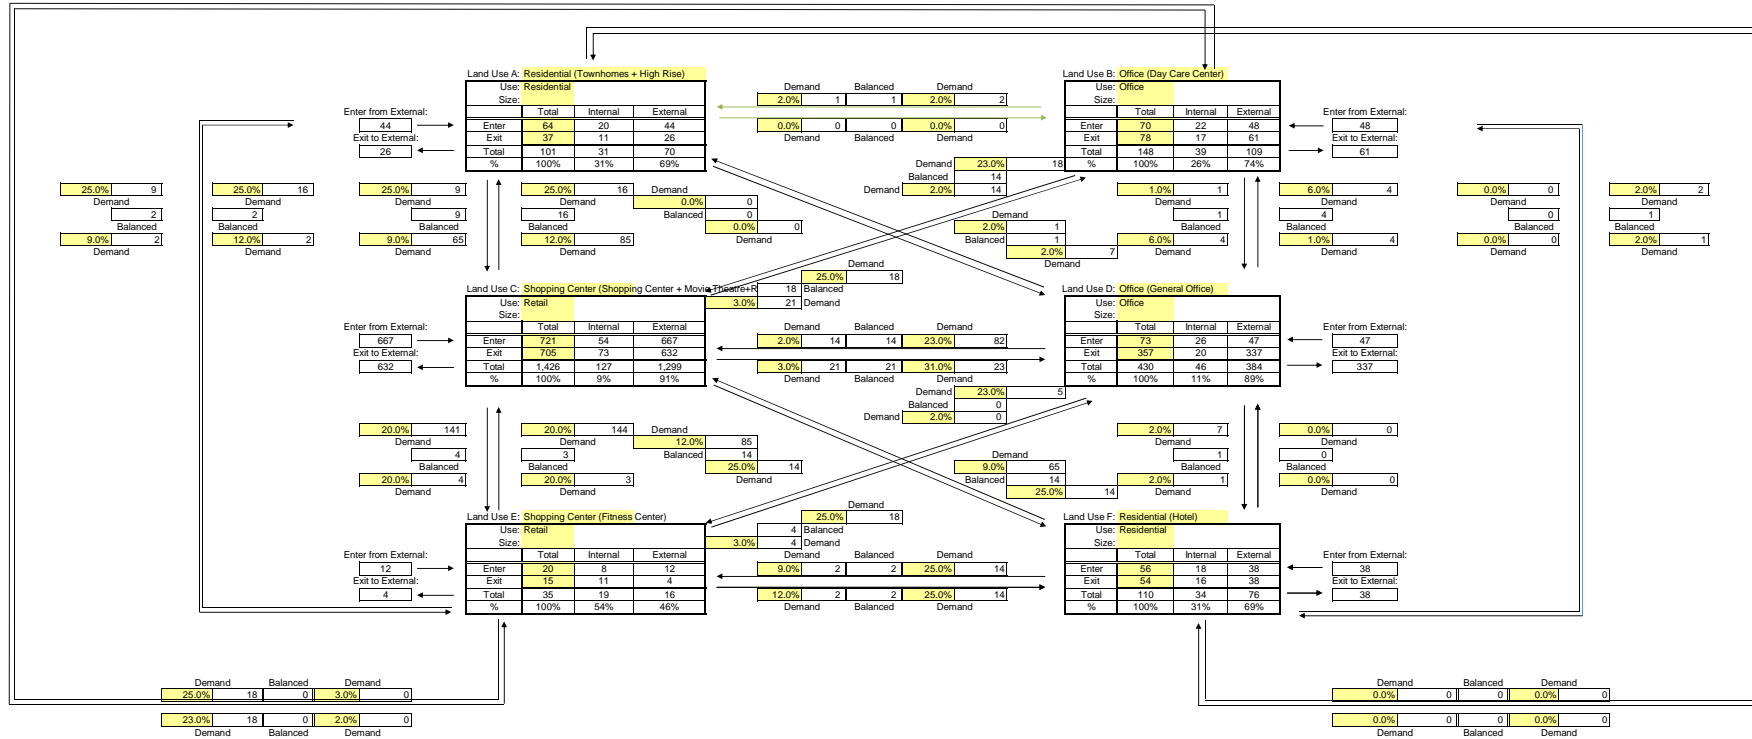 Land Use A: Residential (Townhomes + High Rise)
Use: Residential
Size:
Total Internal External
Enter 64 20 44
Exit 37 11 26
Total 101 31 70
% 100% 31% 69%
Enter from External:
44
Exit to External:
26
Demand Balanced Demand
2.0% 1 1 2.0% 2
0.0% 0 0 0.0% 0
Demand Balanced Demand
Land Use B: Office (Day Care Center)
Use: Office
Size:
Total Internal External
Enter 70 22 48
Exit 78 17 61
Total 148 39 109
% 100% 26% 74%
Enter from External:
48
Exit to External:
61
Demand 23.0% 18
Balanced 14
Demand 2.0% 14
25.0% 9
Demand
2
Balanced
9.0% 2
Demand
25.0% 16
Demand
2
Balanced
12.0% 2
Demand
25.0% 9
Demand
9
Balanced
9.0% 65
Demand
25.0% 16
Demand
16
Balanced
12.0% 85
Demand
Demand
0.0% 0
Balanced 0
0.0% 0
Demand
Demand
2.0% 1
Balanced 1
2.0% 7
Demand
1.0% 1
Demand
1
Balanced
6.0% 4
Demand
6.0% 4
Demand
4
Balanced
1.0% 4
Demand
0.0% 0
Demand
0
Balanced
0.0% 0
Demand
2.0% 2
Demand
1
Balanced
2.0% 1
Demand
Demand
25.0% 18
18 Balanced
3.0% 21 Demand
Land Use C: Shopping Center (Shopping Center + Movie Theatre+R
Use: Retail
Size:
Total Internal External
Enter 721 54 667
Exit 705 73 632
Total 1,426 127 1,299
% 100% 9% 91%
Enter from External:
667
Exit to External:
632
Demand Balanced Demand
2.0% 14 14 23.0% 82
3.0% 21 21 31.0% 23
Demand Balanced Demand
Land Use D: Office (General Office)
Use: Office
Size:
Total Internal External
Enter 73 26 47
Exit 357 20 337
Total 430 46 384
% 100% 11% 89%
Enter from External:
47
Exit to External:
337
Demand 23.0% 5
Balanced 0
Demand 2.0% 0
20.0% 141
Demand
4
Balanced
20.0% 4
Demand
20.0% 144
Demand
3
Balanced
20.0% 3
Demand
Demand
12.0% 85
Balanced 14
25.0% 14
Demand
Demand
9.0% 65
Balanced 14
25.0% 14
2.0% 7
Demand
1
Balanced
2.0% 1
Demand
0.0% 0
Demand
0
Balanced
0.0% 0
Demand
Demand
25.0% 18
4 Balanced
3.0% 4 Demand
Land Use E: Shopping Center (Fitness Center)
Use: Retail
Size:
Total Internal External
Enter 20 8 12
Exit 15 11 4
Total 35 19 16
% 100% 54% 46%
Enter from External:
12
Exit to External:
4
Demand Balanced Demand
9.0% 2 2 25.0% 14
12.0% 2 2 25.0% 14
Demand Balanced Demand
Land Use F: Residential (Hotel)
Use: Residential
Size:
Total Internal External
Enter 56 18 38
Exit 54 16 38
Total 110 34 76
% 100% 31% 69%
Enter from External:
38
Exit to External:
38
Demand Balanced Demand
25.0% 18 0 3.0% 0
23.0% 18 0 2.0% 0
Demand Balanced Demand
Demand Balanced Demand
0.0% 0 0 0.0% 0
0.0% 0 0 0.0% 0
Demand Balanced Demand